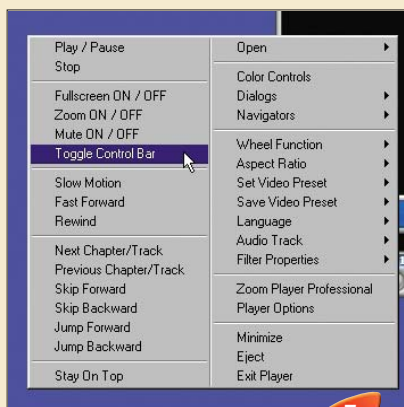 Play / Pause
Stop
Fullscreen ON / OFF
Zoom ON / OFF
Mute ON / OFF
Toggle Control Bar
Slow Motion
Fast Forward
Rewind
Next Chapter/Track
Previous Chapter/Track
Skip Forward
Skip Backward
Jump Forward
Jump Backward
Stay On Top
Open
Color Controls
Dialogs
Navigators
Wheel Function
Aspect Ratio
Set Video Preset
Save Video Preset
Language
Audio Track
Filter Properties
Zoom Player Professional
Player Options
Minimize
Eject
Exit Player